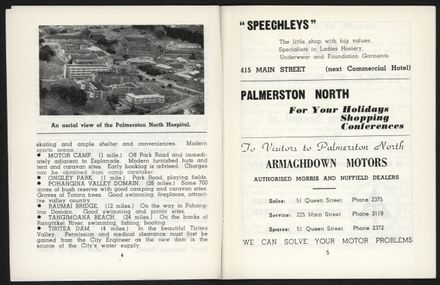 An aerial view of the Palmerston North Hospital.
skating and ample shelter and conveniences. Modern
sports arena.
● MOTOR CAMP. (1 mile.) Off Park Road and immedi-
ately adjacent to Esplanade. Modern furnished huts and
tent and caravan sites. Early booking is advised. Charges
can be obtained from camp caretaker.
● ONGLEY PARK. (1 mile.) Park Road, playing fields.
● POHANGINA VALLEY DOMAIN. (26 miles.) Some 700
acres of bush reserve with good camping and caravan sites.
Groves of Totara trees. Good swimming, fireplaces, attract-
ive valley country.
● RAUMAI BRIDGE. (12 miles.) On the way to Pohang-
ina Domain. Good swimming and picnic sites.
● TANGIMOANA BEACH. (24 miles.) On the banks of
Rangitikei River, swimming, fishing, boating.
● TIRITEA DAM. (4 miles.) In the beautiful Tiritea
Valley. Permission and medical clearance must first be
gained from the City Engineer as the new dam is the
source of the City's water supply.
4
"SPEECHLEYS"
The little shop with big values.
Specialists in Ladies Hosiery,
Underwear and Foundation Garments
415 MAIN STREET (next Commercial Hotel)
PALMERSTON NORTH
For Your Holidays
Shopping
Conferences
To Visitors to Palmerston North
ARMAGHDOWN MOTORS
AUTHORISED MORRIS AND NUFFIELD DEALERS
Sales: 51 Queen Street Phone 2375
Service: 225 Main Street Phone 3119
Spares: 51 Queen Street Phone 2372
WE CAN SOLVE YOUR MOTOR PROBLEMS
5